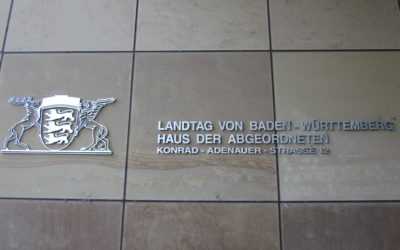 LANDTAG VON BADEN-WÜRTTEMBERG
HAUS DER ABGEORDNETEN
KONRAD-ADENAUER-STRASSE 12